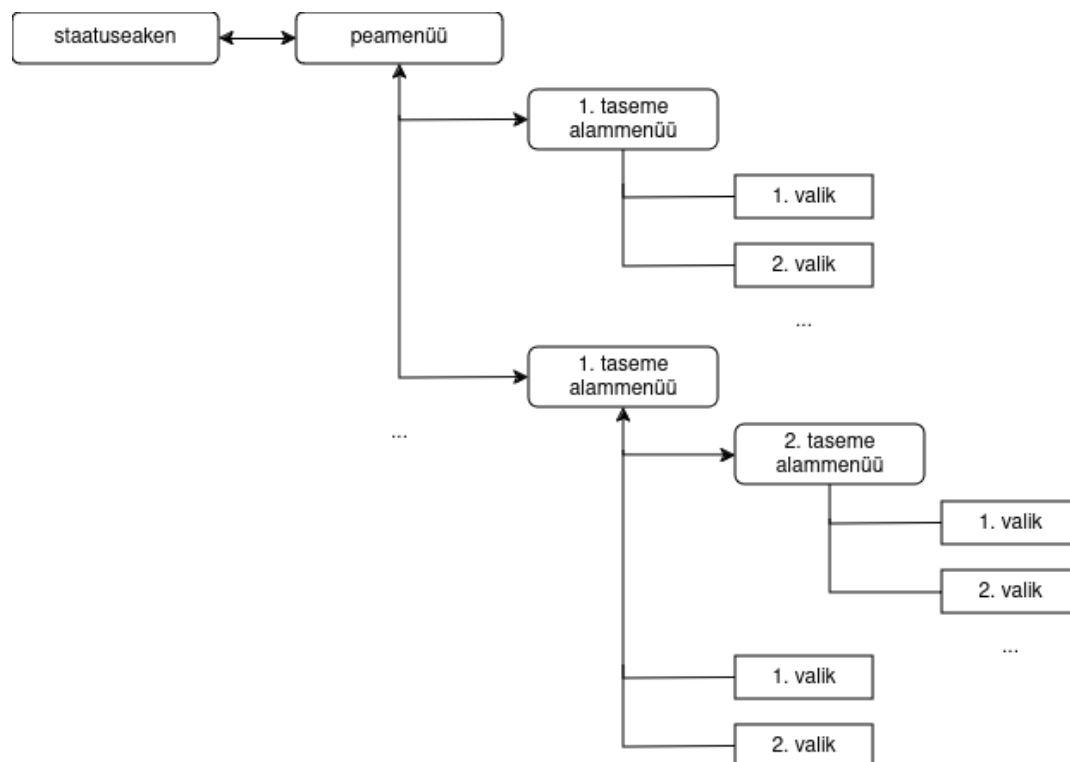 staatuseaken
peamenüü
1. taseme
alammenüü
1. valik
2. valik
...
1. taseme
alammenüü
...
2. taseme
alammenüü
1. valik
2. valik
...
1. valik
2. valik